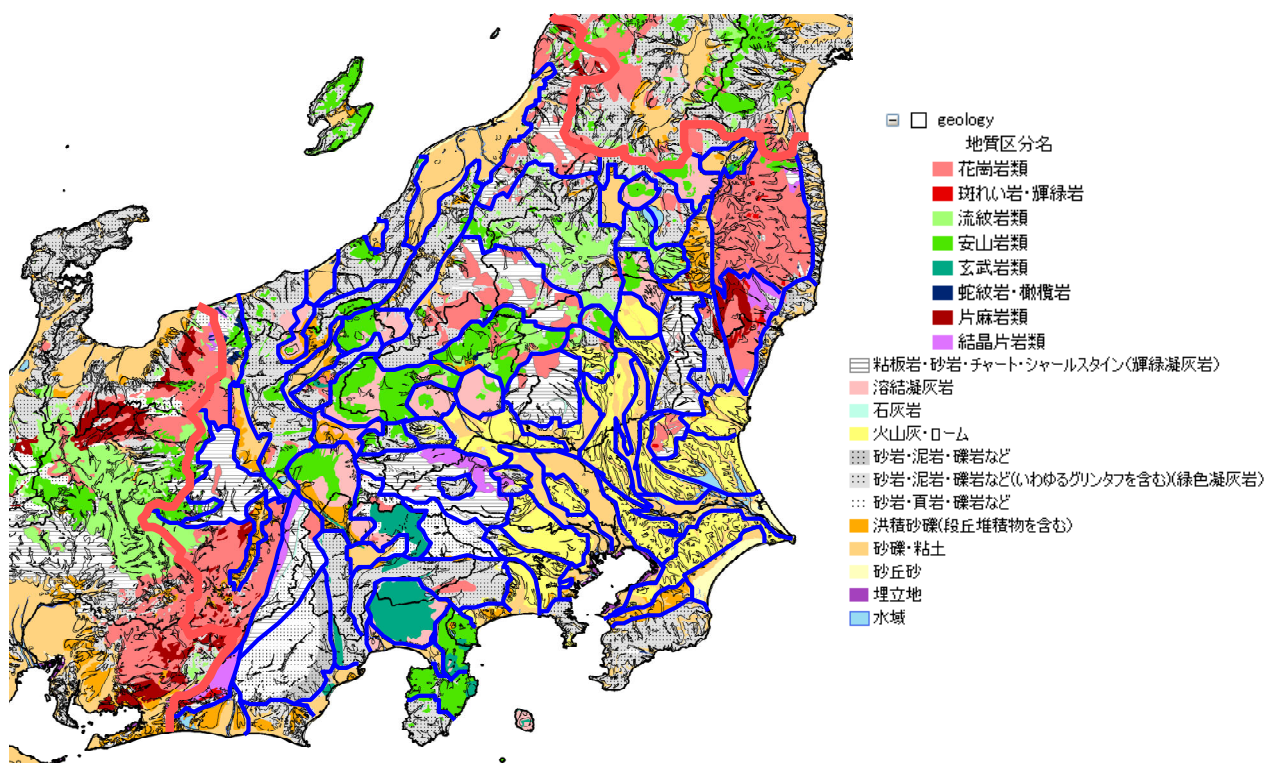 geology
地質区分名
花崗岩類
斑れい岩・輝緑岩
流紋岩類
安山岩類
玄武岩類
蛇紋岩・橄欖岩
片麻岩類
結晶片岩類
粘板岩・砂岩・チャート・シャールスタイン(輝緑凝灰岩)
溶結凝灰岩
石灰岩
火山灰・ローム
砂岩・泥岩・礫岩など
砂岩・泥岩・礫岩など(いわゆるグリンタフを含む)(緑色凝灰岩)
砂岩・頁岩・礫岩など
洪積砂礫(段丘堆積物を含む)
砂礫・粘土
砂丘砂
埋立地
水域